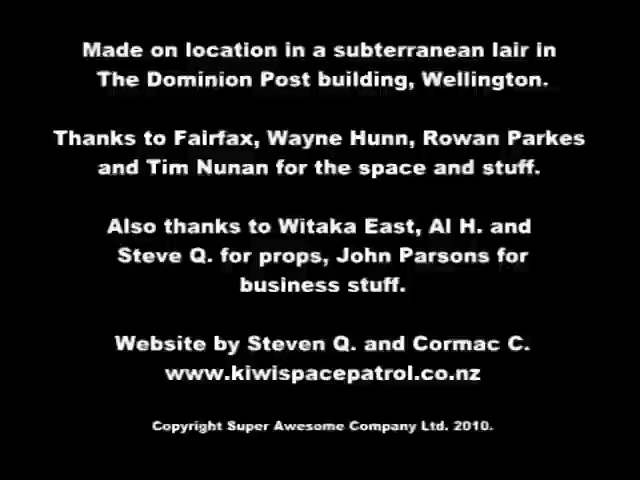 Made on location in a subterranean lair in
The Dominion Post building, Wellington.
Thanks to Fairfax, Wayne Hunn, Rowan Parkes
and Tim Nunan for the space and stuff.
Also thanks to Witaka East, Al H. and
Steve Q. for props, John Parsons for
business stuff.
Website by Steven Q. and Cormac C.
www.kiwispacepatrol.co.nz
Copyright Super Awesome Company Ltd. 2010.